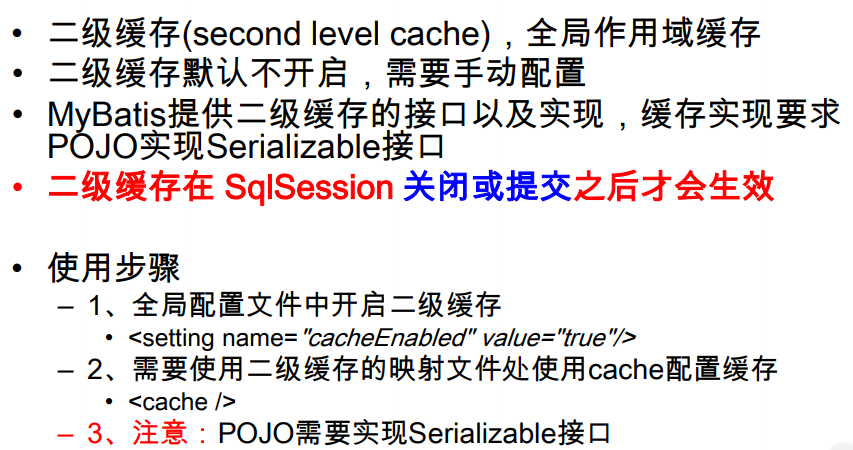 • 二级缓存(second level cache)，全局作用域缓存
• 二级缓存默认不开启，需要手动配置
• MyBatis提供二级缓存的接口以及实现，缓存实现要求
POJO实现Serializable接口
• 二级缓存在 SqlSession 关闭或提交之后才会生效
• 使用步骤
– 1、全局配置文件中开启二级缓存
• <setting name="cacheEnabled" value="true"/>
– 2、需要使用二级缓存的映射文件处使用cache配置缓存
• <cache />
– 3、注意：POJO需要实现Serializable接口